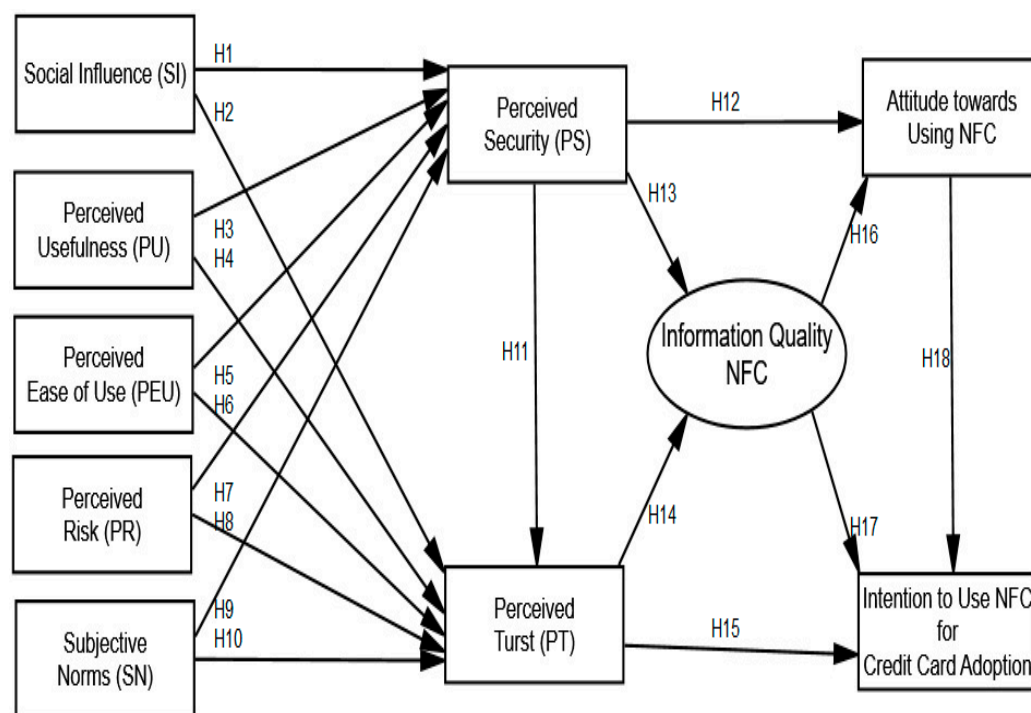 Social Influence (SI)
H1
H2
Perceived
Usefulness (PU)
H3
H4
Perceived
Ease of Use (PEU)
H5
H6
Perceived
Risk (PR)
H7
H8
Subjective
Norms (SN)
H9
H10
Perceived
Security (PS)
H11
Perceived
Turst (PT)
H12
H13
H14
H15
Information Quality
NFC
H16
H17
Attitude towards
Using NFC
H18
Intention to Use NFC
for
Credit Card Adoption